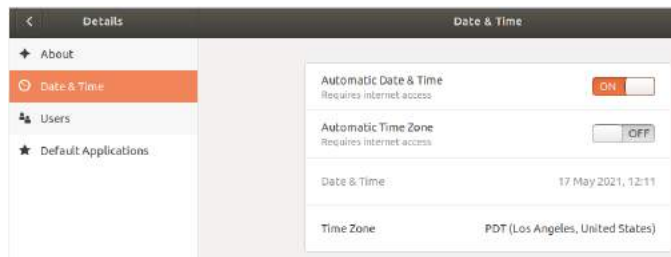 Details
Date & Time
About
Date & Time
Users
Default Applications
Automatic Date & Time
Requires internet access
ON
Automatic Time Zone
Requires internet access
OFF
Date & Time
17 May 2021, 12:11
Time Zone
PDT (Los Angeles, United States)